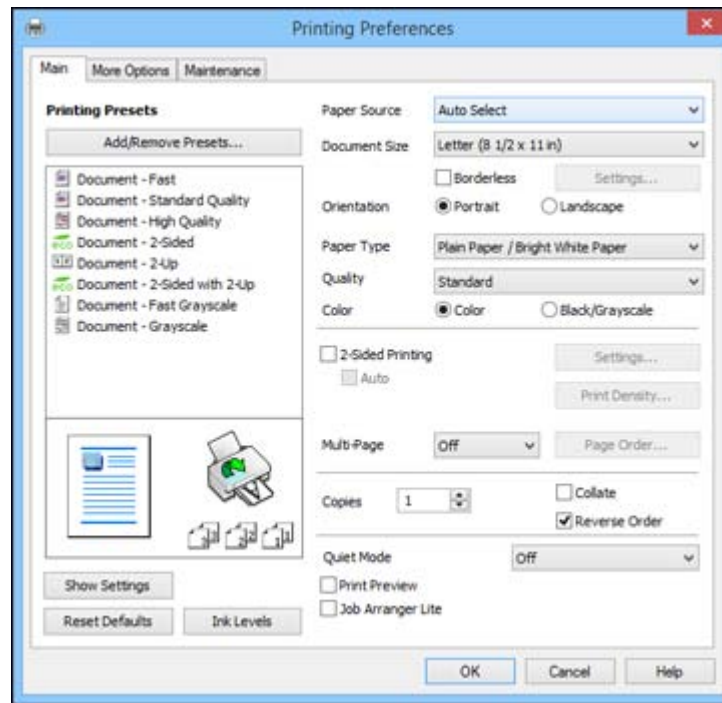 Printing Preferences
Main More Options Maintenance
Printing Presets
Add/Remove Presets...
Document - Fast
Document - Standard Quality
Document - High Quality
Document - 2-Sided
Document - 2-Up
Document - 2-Sided with 2-Up
Document - Fast Grayscale
Document - Grayscale
Show Settings
Reset Defaults Ink Levels
Paper Source Auto Select
Document Size Letter (8 1/2 x 11 in)
Borderless Settings...
Orientation Portrait Landscape
Paper Type Plain Paper / Bright White Paper
Quality Standard
Color Color Black/Grayscale
2-Sided Printing Settings...
Auto
Print Density...
Multi-Page Off Page Order...
Copies 1 Collate
Reverse Order
Quiet Mode Off
Print Preview
Job Arranger Lite
OK Cancel Help